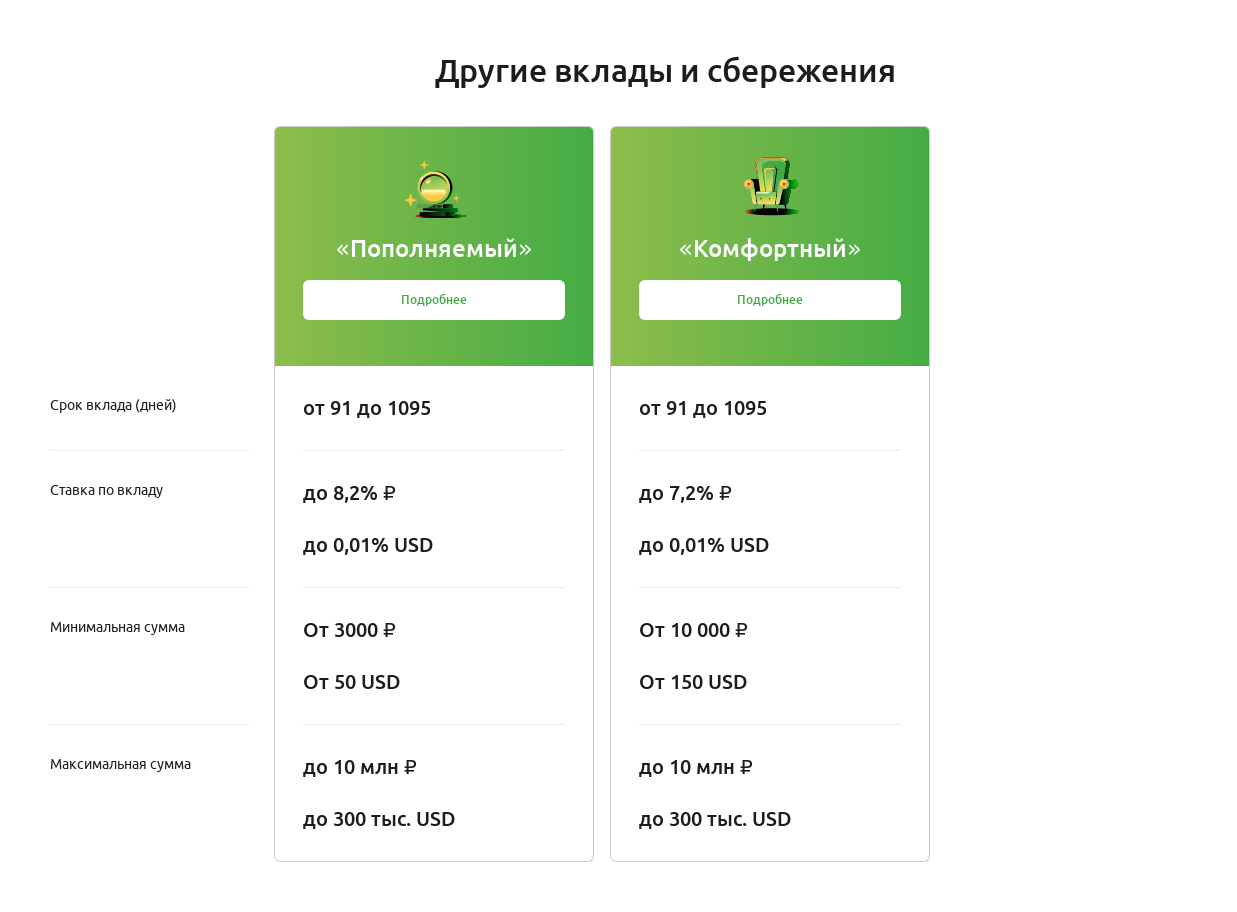 Другие вклады и сбережения
«Пополняемый»
«Комфортный»
Подробнее
Подробнее
Срок вклада (дней)
от 91 до 1095
от 91 до 1095
Ставка по вкладу
до 8,2% ₽
до 7,2% ₽
до 0,01% USD
до 0,01% USD
Минимальная сумма
От 3000 ₽
От 10 000 ₽
От 50 USD
От 150 USD
Максимальная сумма
до 10 млн ₽
до 10 млн ₽
до 300 тыс. USD
до 300 тыс. USD